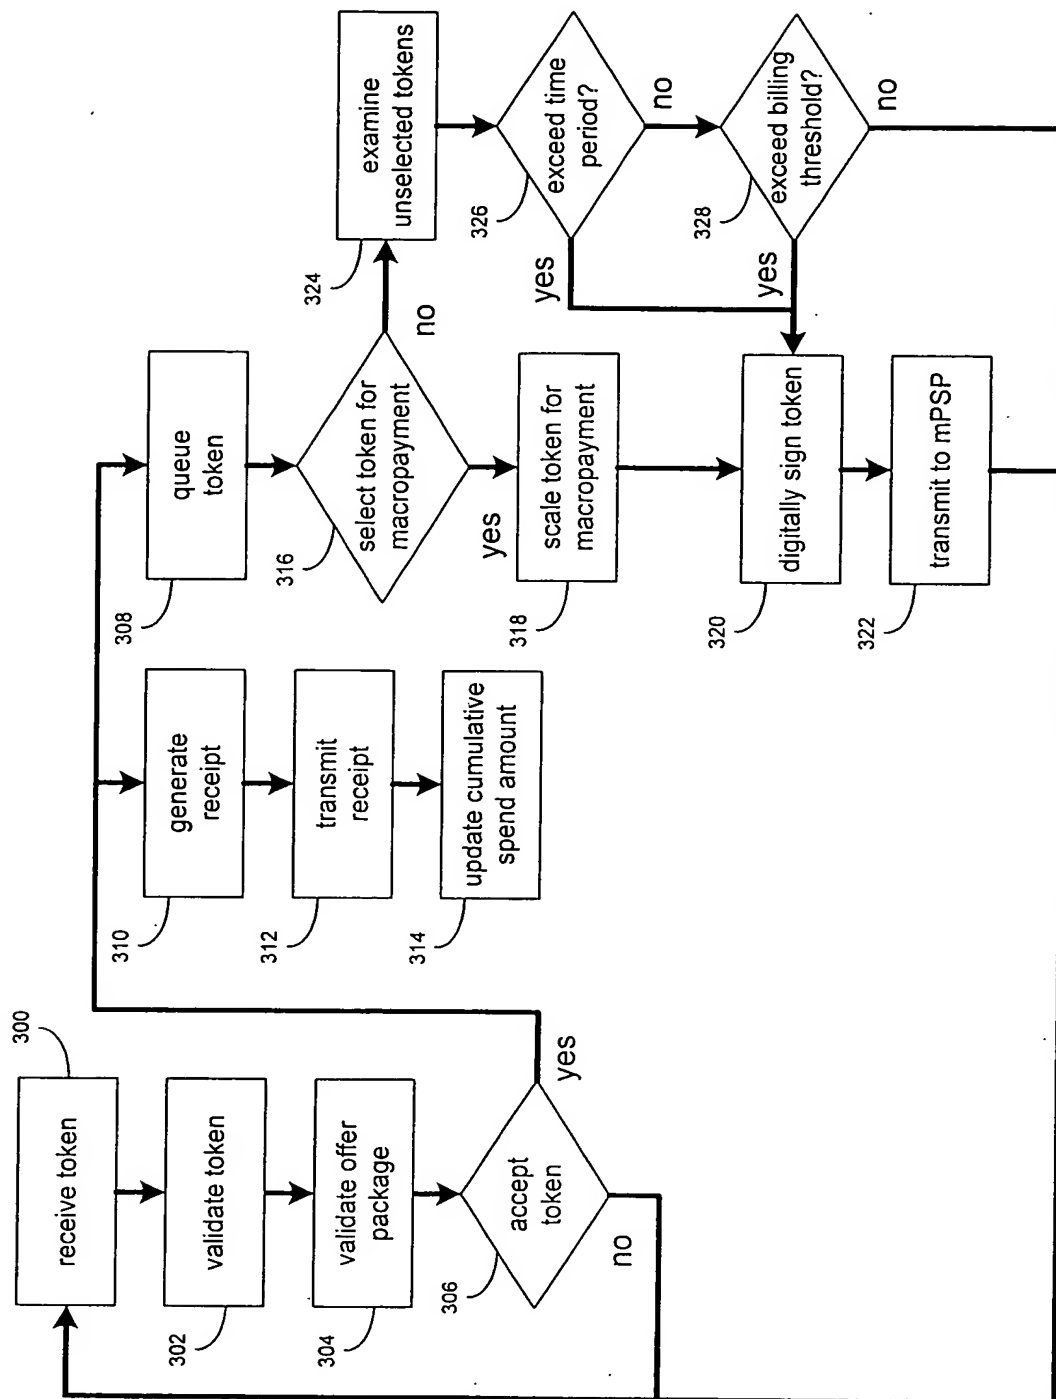 300
receive token
302
validate token
304
validate offer
package
306
accept
token
yes
no
310
generate
receipt
312
transmit
receipt
314
update cumulative
spend amount
308
queue
token
316
select token for
macropayment
yes
no
318
scale token for
macropayment
320
digitally sign token
322
transmit to mPSP
324
examine
unselected tokens
326
exceed time
period?
yes
no
328
exceed billing
threshold?
yes
no